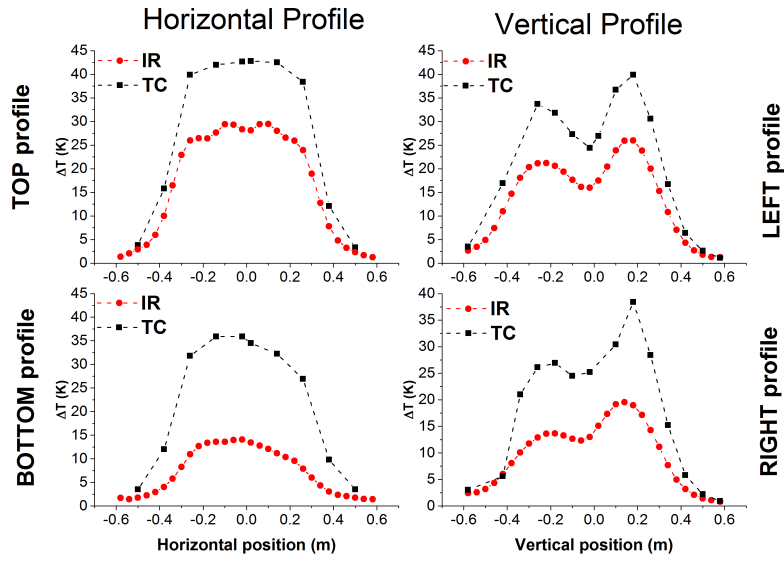 Horizontal Profile
Vertical Profile
TOP profile
ΔT (K)
45
40
35
30
25
20
15
10
5
0
IR
TC
-0.6 -0.4 -0.2 0.0 0.2 0.4 0.6
ΔT (K)
45
40
35
30
25
20
15
10
5
0
IR
TC
-0.6 -0.4 -0.2 0.0 0.2 0.4 0.6
LEFT profile
BOTTOM profile
ΔT (K)
45
40
35
30
25
20
15
10
5
0
IR
TC
-0.6 -0.4 -0.2 0.0 0.2 0.4 0.6
Horizontal position (m)
ΔT (K)
40
35
30
25
20
15
10
5
0
IR
TC
-0.6 -0.4 -0.2 0.0 0.2 0.4 0.6
Vertical position (m)
RIGHT profile